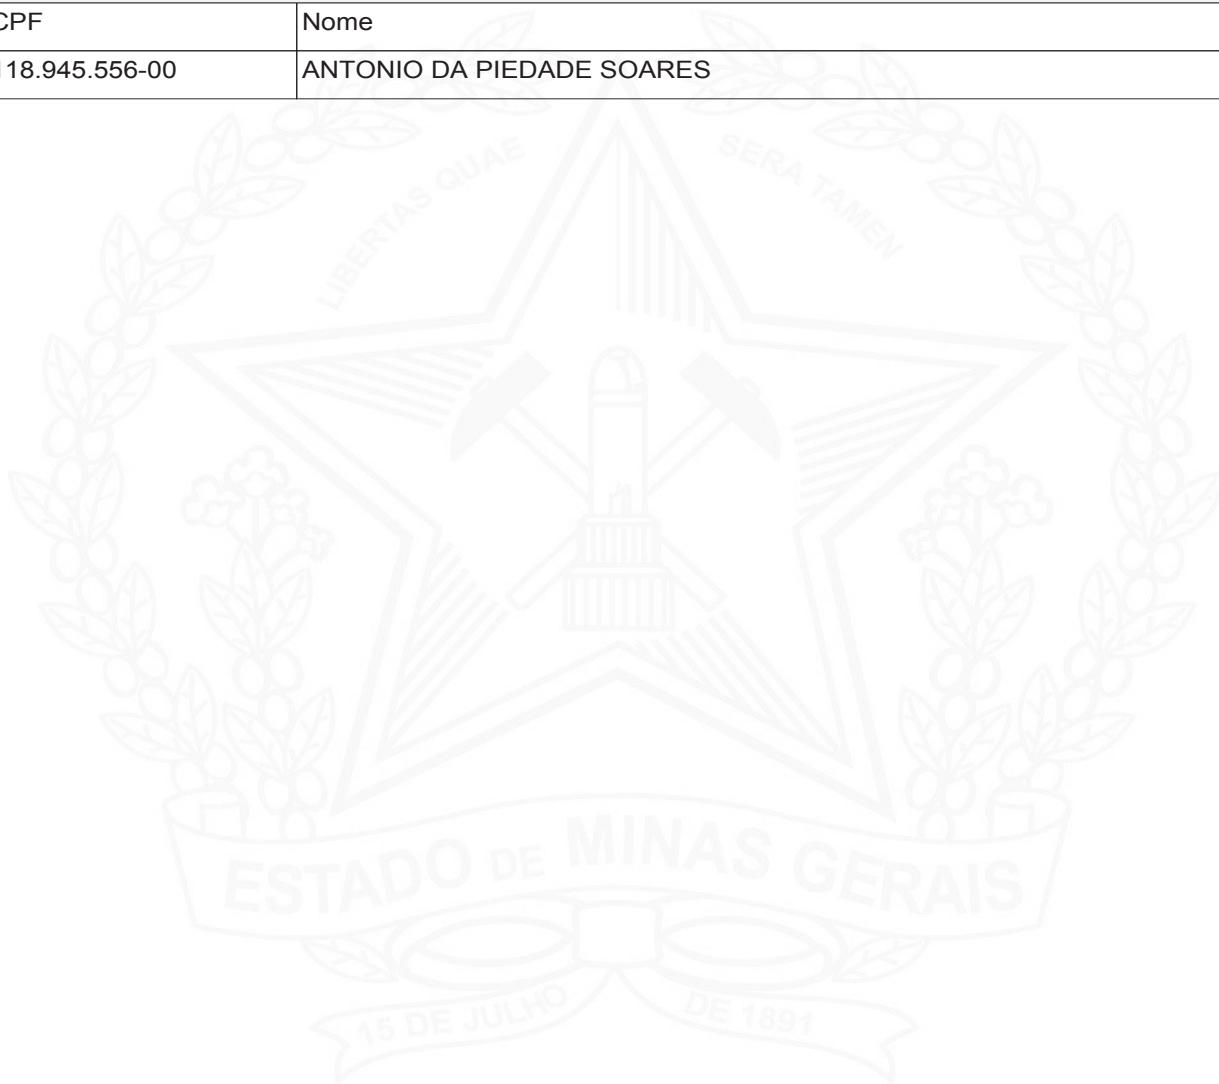 CPF Nome
118.945.556-00 ANTONIO DA PIEDADE SOARES
LIBERTAS QUAE SERA TAMEN
ESTADO DE MINAS GERAIS
15 DE JULHO DE 1891